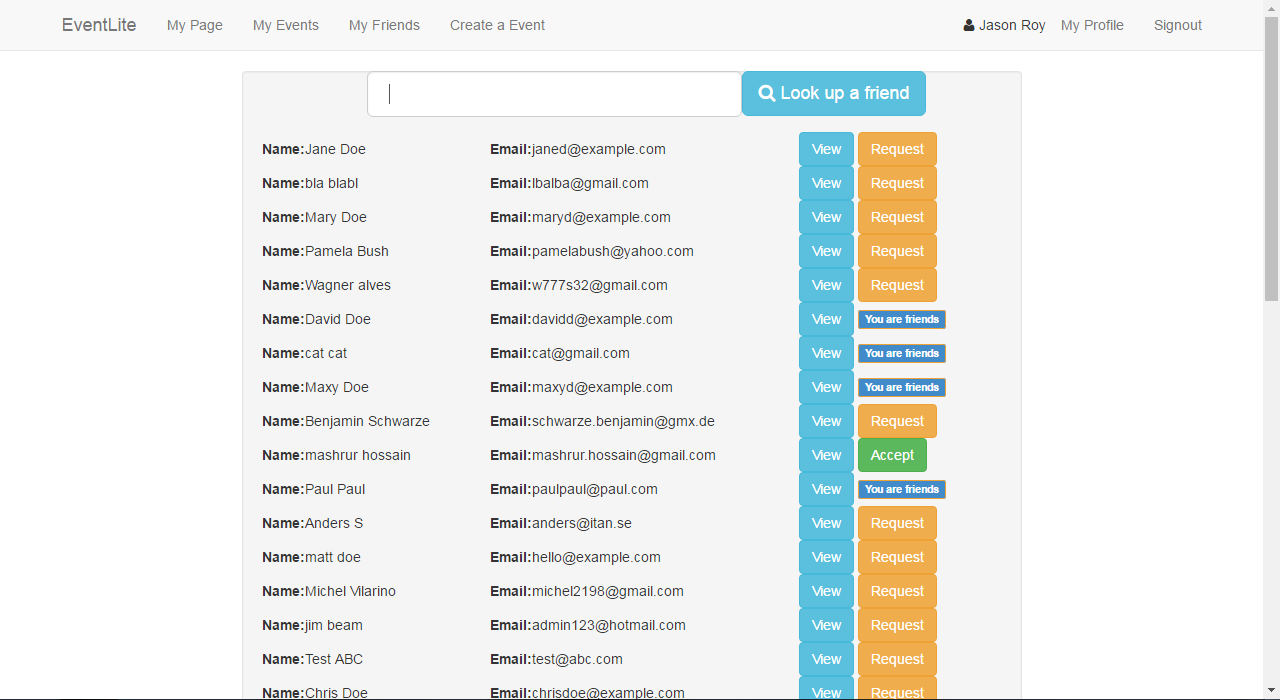 EventLite My Page My Events My Friends Create a Event Jason Roy My Profile Signout
Look up a friend
Name:Jane Doe Email:janed@example.com View Request
Name:bla blabl Email:lbalba@gmail.com View Request
Name:Mary Doe Email:maryd@example.com View Request
Name:Pamela Bush Email:pamelabush@yahoo.com View Request
Name:Wagner alves Email:w777s32@gmail.com View Request
Name:David Doe Email:davidd@example.com View You are friends
Name:cat cat Email:cat@gmail.com View You are friends
Name:Maxy Doe Email:maxyd@example.com View You are friends
Name:Benjamin Schwarze Email:schwarze.benjamin@gmx.de View Request
Name:mashrur hossain Email:mashrur.hossain@gmail.com View Accept
Name:Paul Paul Email:paulpaul@paul.com View You are friends
Name:Anders S Email:anders@itan.se View Request
Name:matt doe Email:hello@example.com View Request
Name:Michel Vilarino Email:michel2198@gmail.com View Request
Name:jim beam Email:admin123@hotmail.com View Request
Name:Test ABC Email:test@abc.com View Request
Name:Chris Doe Email:chrisdoe@example.com View Request